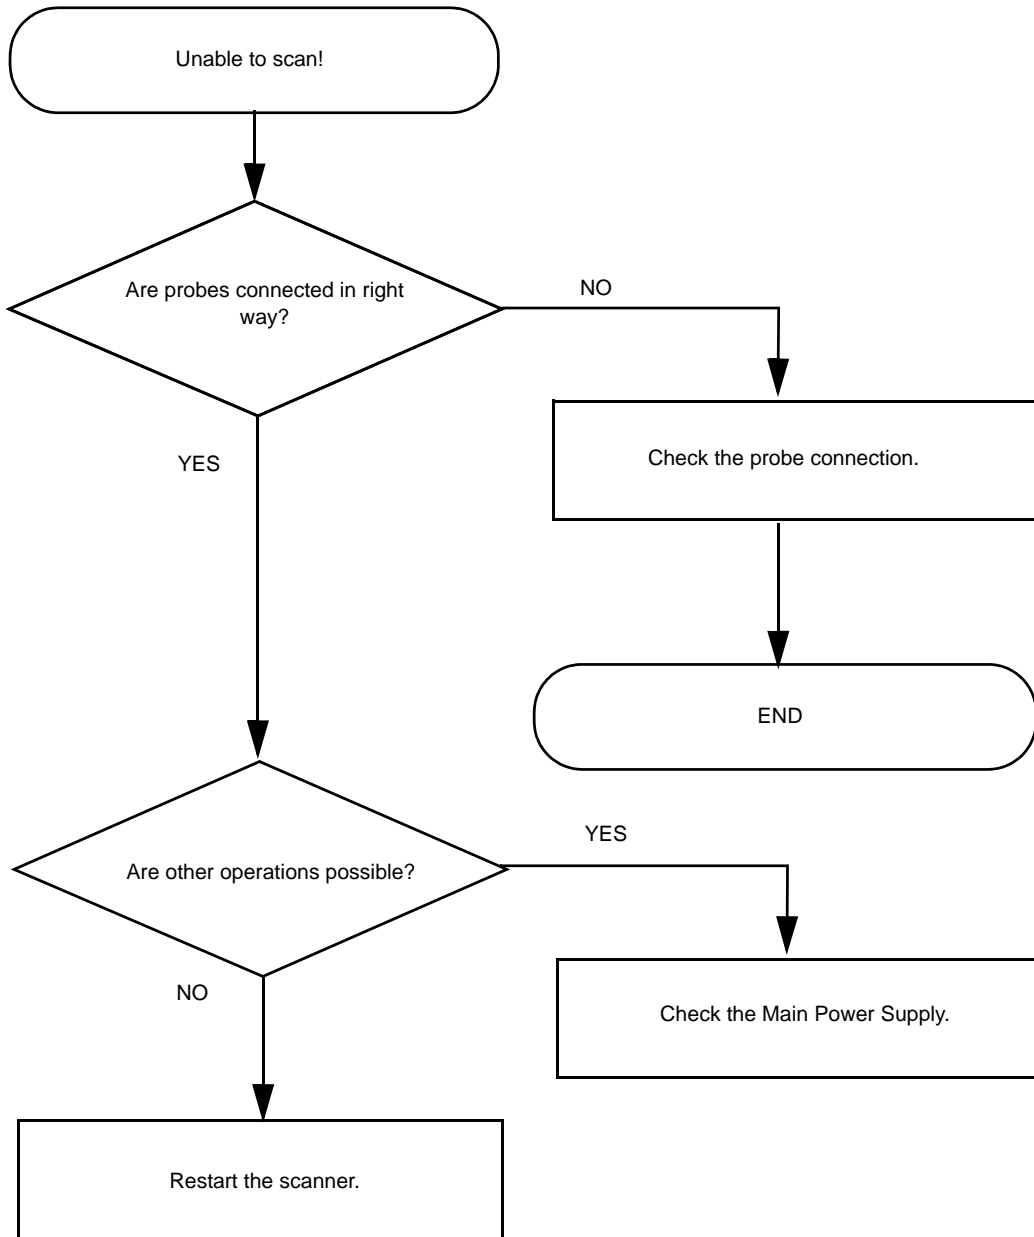 Unable to scan!
Are probes connected in right
way?
NO
YES
Check the probe connection.
END
YES
Are other operations possible?
NO
Check the Main Power Supply.
Restart the scanner.